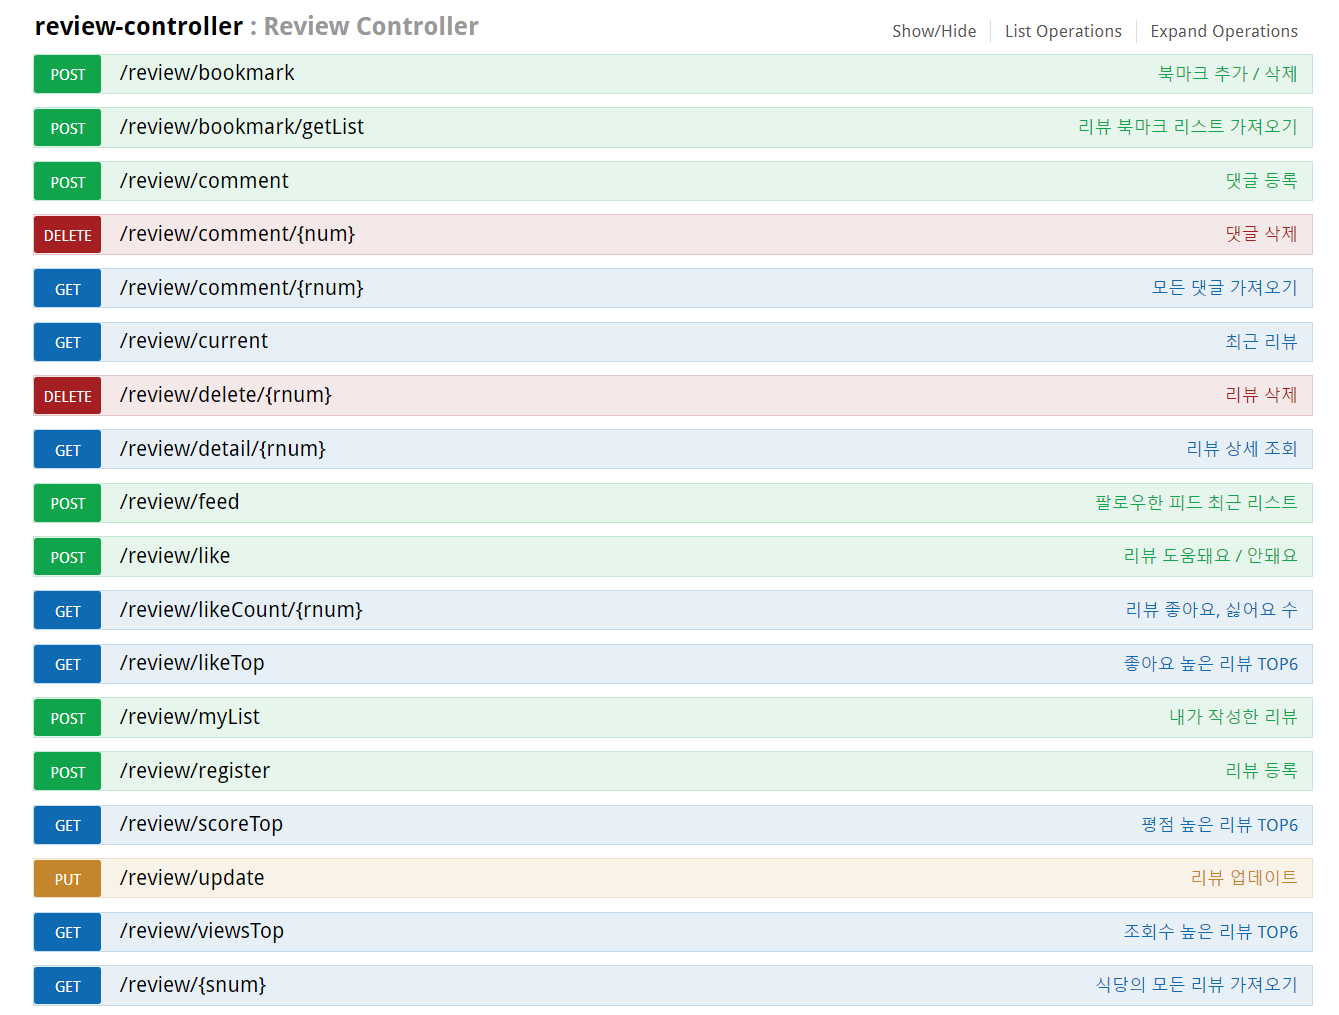 review-controller : Review Controller Show/Hide List Operations Expand Operations
POST /review/bookmark 북마크 추가 / 삭제
POST /review/bookmark/getList 리뷰 북마크 리스트 가져오기
POST /review/comment 댓글 등록
DELETE /review/comment/{num} 댓글 삭제
GET /review/comment/{rnum} 모든 댓글 가져오기
GET /review/current 최근 리뷰
DELETE /review/delete/{rnum} 리뷰 삭제
GET /review/detail/{rnum} 리뷰 상세 조회
POST /review/feed 팔로우한 피드 최근 리스트
POST /review/like 리뷰 도움돼요 / 안돼요
GET /review/likeCount/{rnum} 리뷰 좋아요, 싫어요 수
GET /review/likeTop 좋아요 높은 리뷰 TOP6
POST /review/myList 내가 작성한 리뷰
POST /review/register 리뷰 등록
GET /review/scoreTop 평점 높은 리뷰 TOP6
PUT /review/update 리뷰 업데이트
GET /review/viewsTop 조회수 높은 리뷰 TOP6
GET /review/{snum} 식당의 모든 리뷰 가져오기